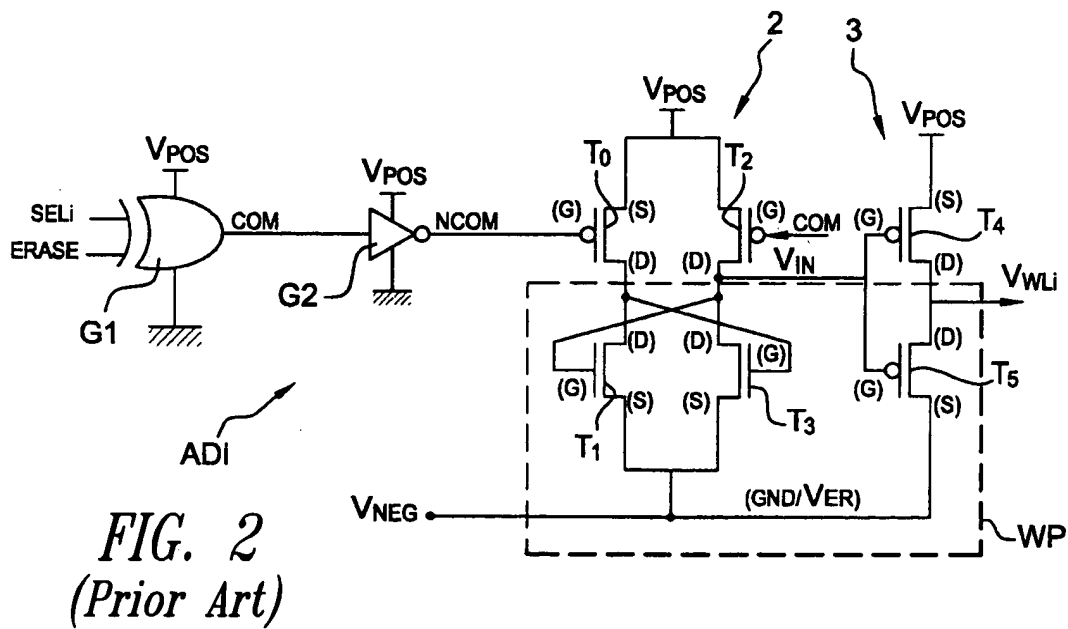 2
3
VPOS
VPOS
VPOS
VPOS
T0
T2
SELi
ERASE
COM
NCOM
(G)
(S)
(G)
COM
(G)
(S)
T4
G1
G2
(D)
(D)
VIN
(D)
VWLi
(D)
(D)
(G)
(D)
(G)
(S)
(S)
(G)
(S)
T5
T1
T3
ADi
VNEG
(GND/VER)
WP
FIG. 2
(Prior Art)